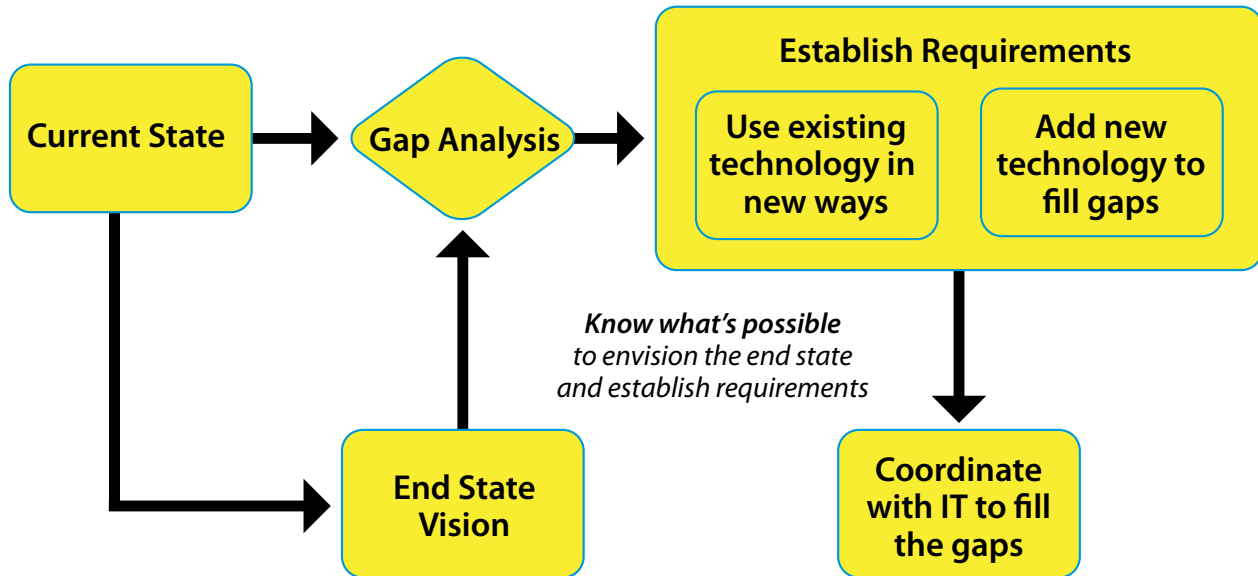 Current State
Gap Analysis
Establish Requirements
Use existing
technology in
new ways
Add new
technology to
fill gaps
Know what’s possible
to envision the end state
and establish requirements
End State
Vision
Coordinate
with IT to fill
the gaps